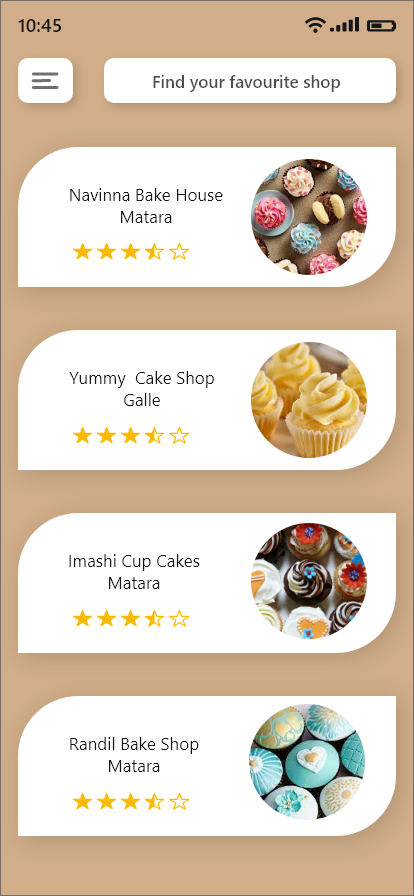 10:45
Find your favourite shop
Navinna Bake House
Matara
Yummy  Cake Shop
Galle
Imashi Cup Cakes
Matara
Randil Bake Shop
Matara